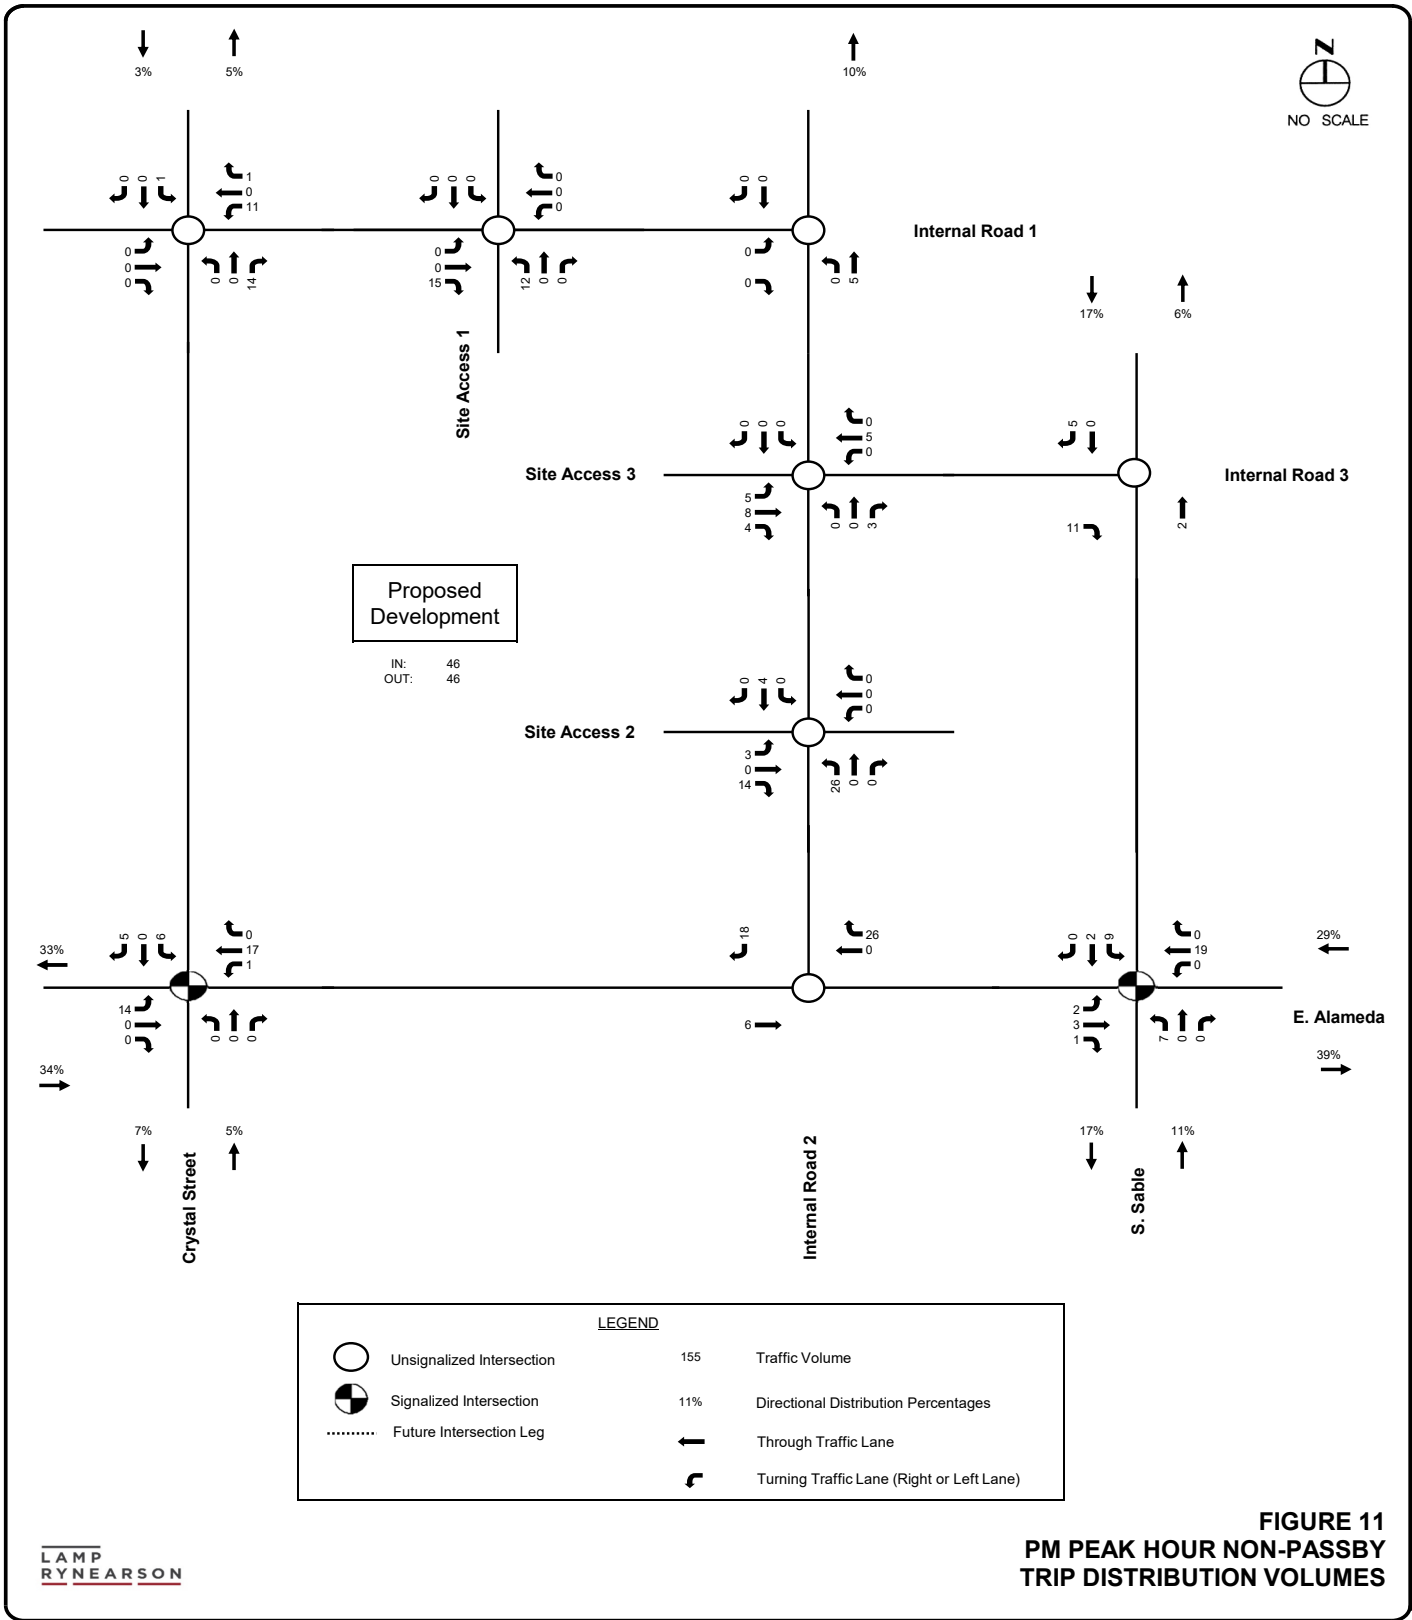 3%
5%
10%
N
NO SCALE
0 0 1
1
0
11
0
0
0
0 0 14
0 0 0
0
0
0
0
0
15
12 0 0
0 0
0
0
0 5
Internal Road 1
17%
6%
Site Access 1
0 0 0
0
5
0
5
8
4
0 0 3
Site Access 3
5 0
11
2
Internal Road 3
Proposed
Development
IN: 46
OUT: 46
0 4 0
0
0
0
3
0
14
26 0 0
Site Access 2
33%
5 0 6
0
17
1
14
0
0
0 0 0
34%
7%
5%
18
26
0
6
0 2 9
0
19
0
2
3
1
7 0 0
29%
E. Alameda
39%
17%
11%
Crystal Street
Internal Road 2
S. Sable
LEGEND
Unsignalized Intersection
155 Traffic Volume
Signalized Intersection
11% Directional Distribution Percentages
Future Intersection Leg
Through Traffic Lane
Turning Traffic Lane (Right or Left Lane)
FIGURE 11
PM PEAK HOUR NON-PASSBY
TRIP DISTRIBUTION VOLUMES
LAMP
RYNEARSON